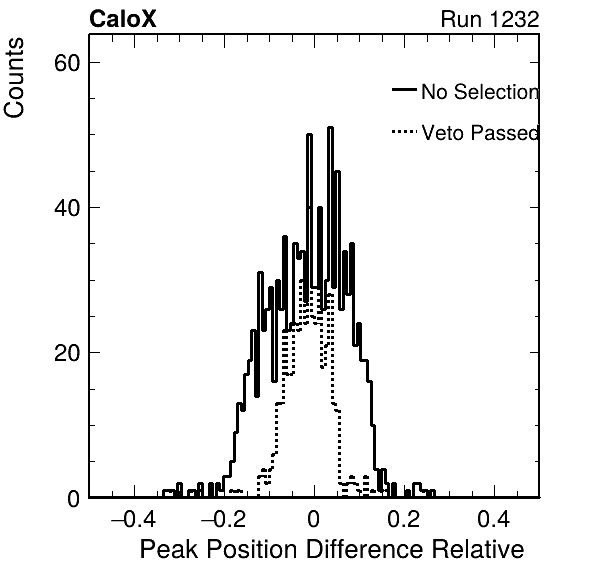 CaloX Run 1232
Counts
60
40
20
0
No Selection
Veto Passed
−0.4 −0.2 0 0.2 0.4
Peak Position Difference Relative